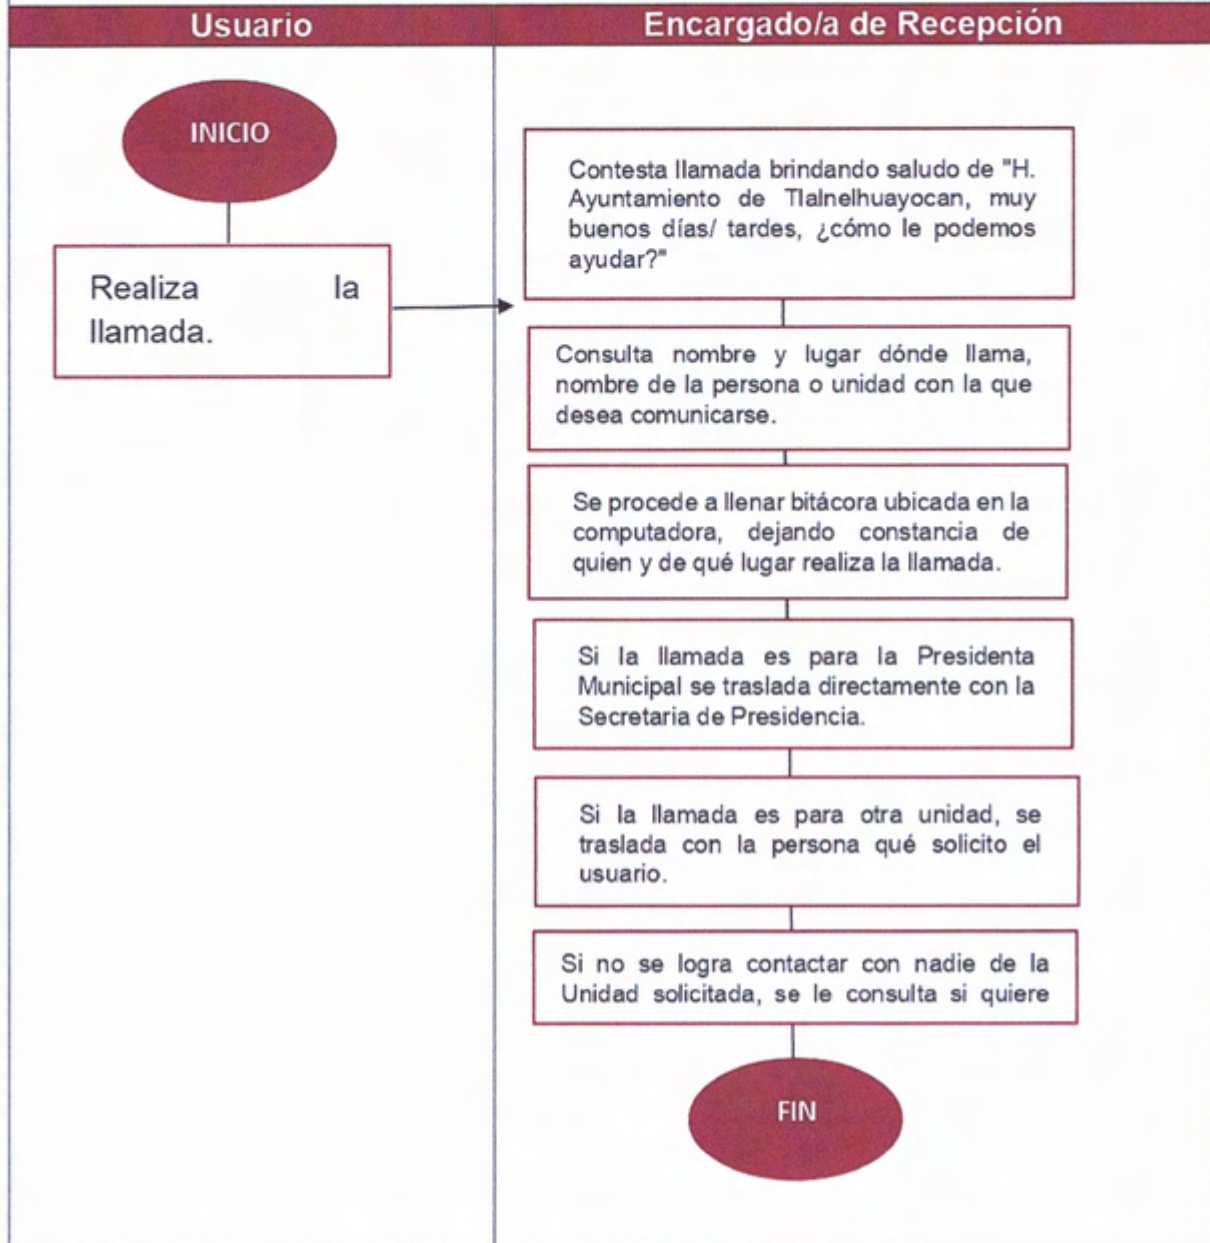 Usuario
Encargado/a de Recepción
INICIO
Realiza la
llamada.
Contesta llamada brindando saludo de "H.
Ayuntamiento de Tlalnelhuayocan, muy
buenos días/ tardes, ¿cómo le podemos
ayudar?"
Consulta nombre y lugar dónde llama,
nombre de la persona o unidad con la que
desea comunicarse.
Se procede a llenar bitácora ubicada en la
computadora, dejando constancia de
quien y de qué lugar realiza la llamada.
Si la llamada es para la Presidenta
Municipal se traslada directamente con la
Secretaria de Presidencia.
Si la llamada es para otra unidad, se
traslada con la persona qué solicito el
usuario.
Si no se logra contactar con nadie de la
Unidad solicitada, se le consulta si quiere
FIN